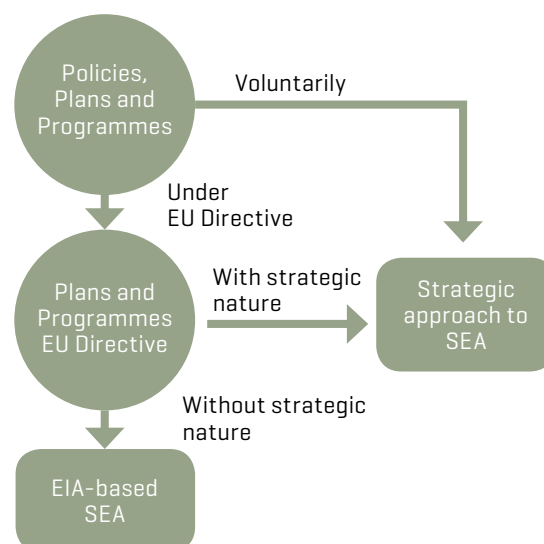 Policies,
Plans and
Programmes
Voluntarily
Under
EU Directive
Plans and
Programmes
EU Directive
With strategic
nature
Strategic
approach to
SEA
Without strategic
nature
EIA-based
SEA